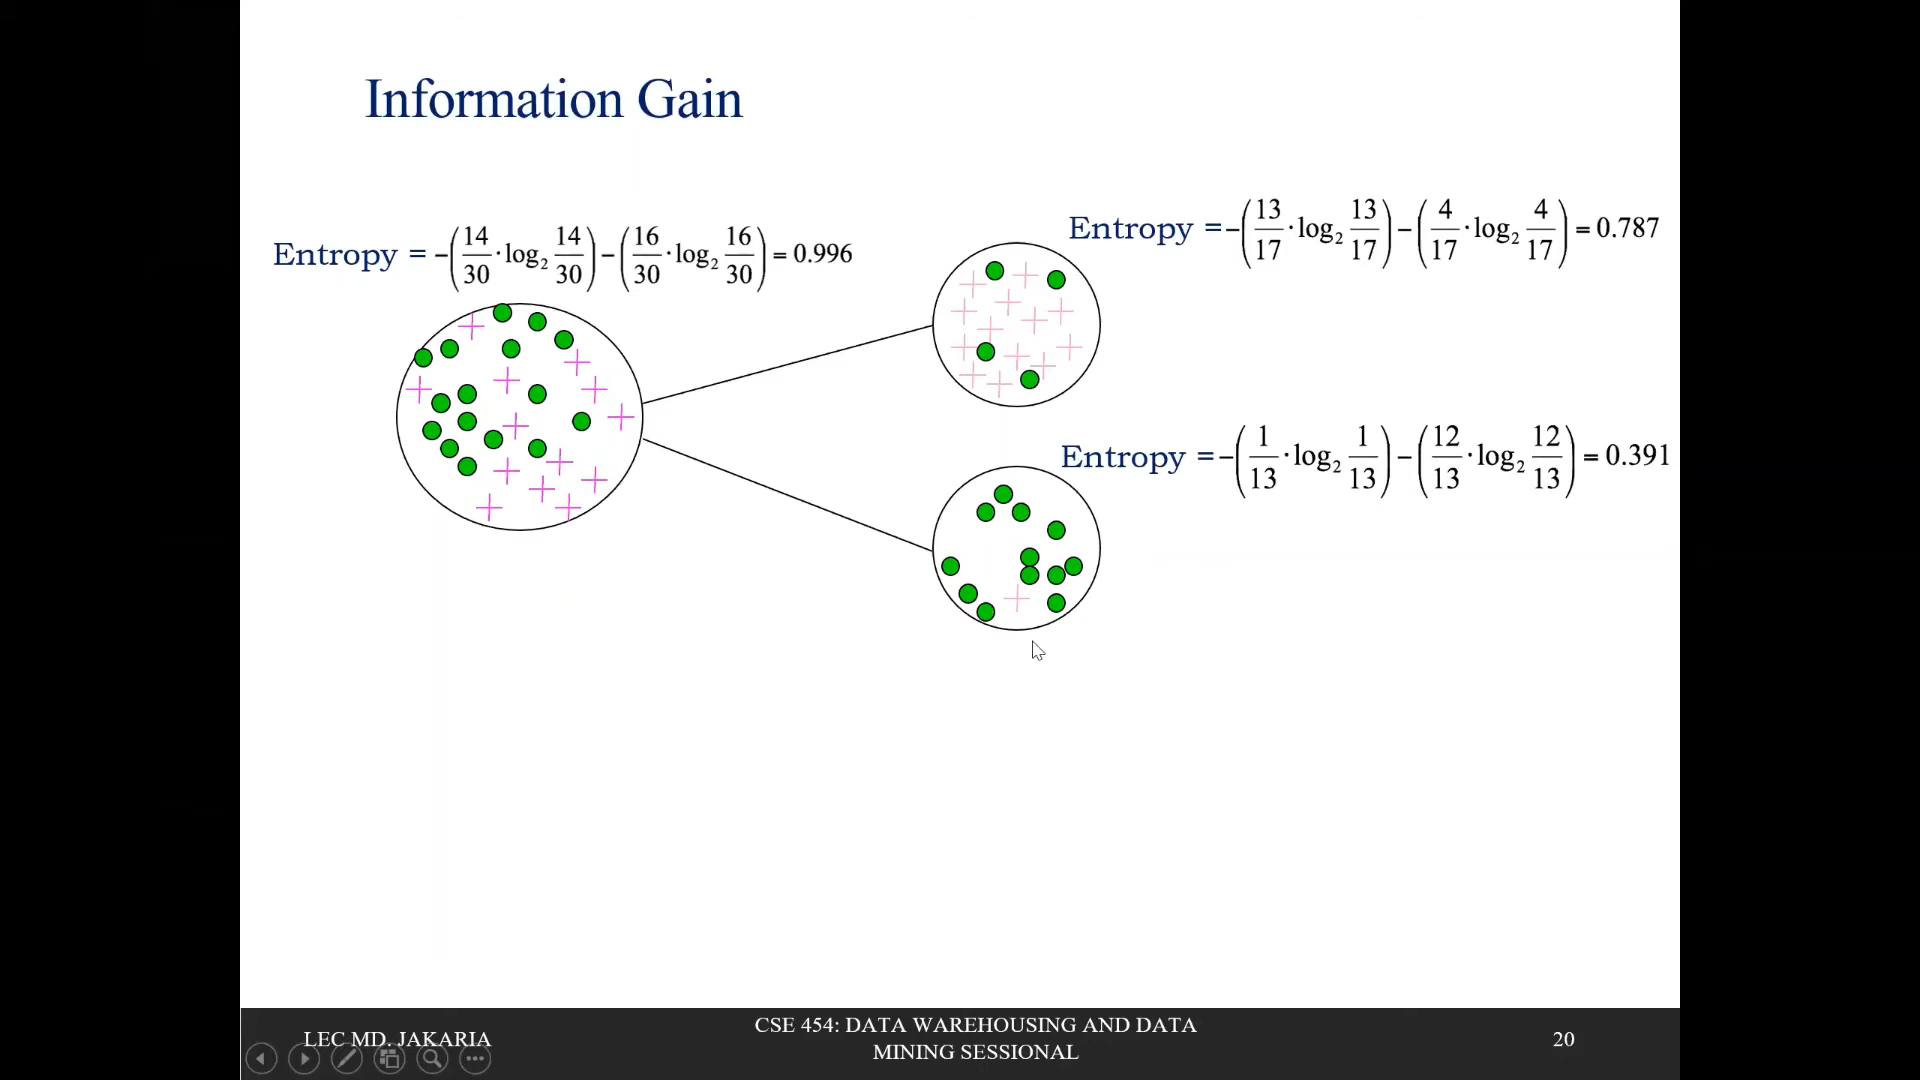 Information Gain
Entropy = -(14/30 · log₂ 14/30) - (16/30 · log₂ 16/30) = 0.996
Entropy = -(13/17 · log₂ 13/17) - (4/17 · log₂ 4/17) = 0.787
Entropy = -(1/13 · log₂ 1/13) - (12/13 · log₂ 12/13) = 0.391
LEC MD. JAKARIA
CSE 454: DATA WAREHOUSING AND DATA
MINING SESSIONAL
20